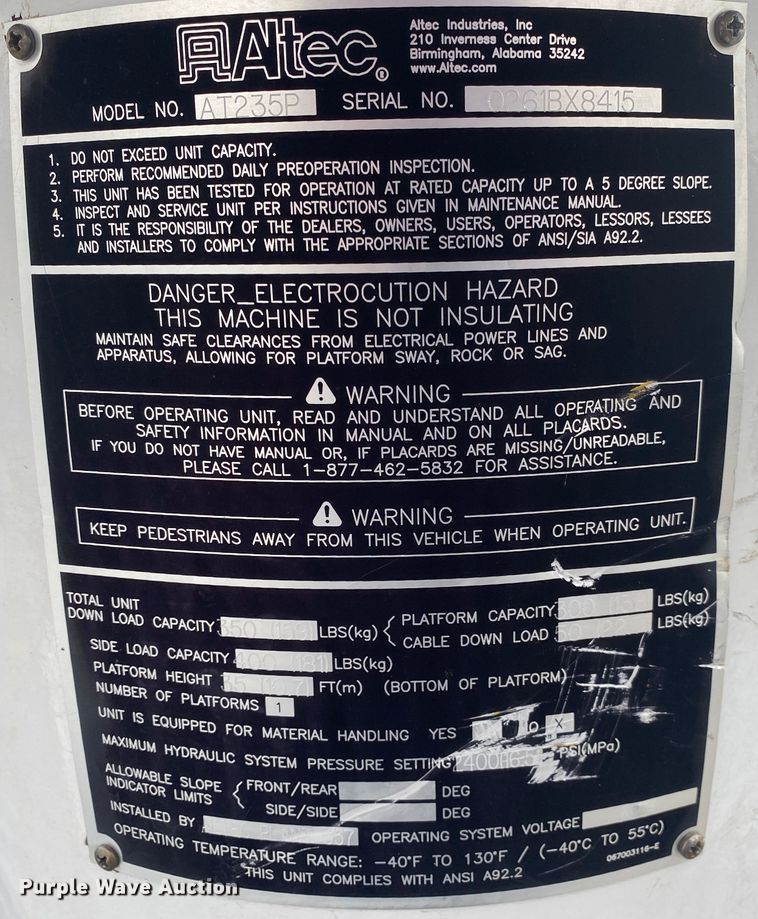 Altec®
Altec Industries, Inc
210 Inverness Center Drive
Birmingham, Alabama 35242
www.Altec.com
MODEL NO. AT235P SERIAL NO. 0261BX8415
1. DO NOT EXCEED UNIT CAPACITY.
2. PERFORM RECOMMENDED DAILY PREOPERATION INSPECTION.
3. THIS UNIT HAS BEEN TESTED FOR OPERATION AT RATED CAPACITY UP TO A 5 DEGREE SLOPE.
4. INSPECT AND SERVICE UNIT PER INSTRUCTIONS GIVEN IN MAINTENANCE MANUAL.
5. IT IS THE RESPONSIBILITY OF THE DEALERS, OWNERS, USERS, OPERATORS, LESSORS, LESSEES
AND INSTALLERS TO COMPLY WITH THE APPROPRIATE SECTIONS OF ANSI/SIA A92.2.
DANGER_ELECTROCUTION HAZARD
THIS MACHINE IS NOT INSULATING
MAINTAIN SAFE CLEARANCES FROM ELECTRICAL POWER LINES AND
APPARATUS, ALLOWING FOR PLATFORM SWAY, ROCK OR SAG.
WARNING
BEFORE OPERATING UNIT, READ AND UNDERSTAND ALL OPERATING AND
SAFETY INFORMATION IN MANUAL AND ON ALL PLACARDS.
IF YOU DO NOT HAVE MANUAL OR, IF PLACARDS ARE MISSING/UNREADABLE,
PLEASE CALL 1-877-462-5832 FOR ASSISTANCE.
WARNING
KEEP PEDESTRIANS AWAY FROM THIS VEHICLE WHEN OPERATING UNIT.
TOTAL UNIT
DOWN LOAD CAPACITY 350 (159) LBS(kg)
PLATFORM CAPACITY 300 LBS(kg)
CABLE DOWN LOAD 50 LBS(kg)
SIDE LOAD CAPACITY 400 (181) LBS(kg)
PLATFORM HEIGHT 35 FT(m) (BOTTOM OF PLATFORM)
NUMBER OF PLATFORMS 1
UNIT IS EQUIPPED FOR MATERIAL HANDLING YES NO X
MAXIMUM HYDRAULIC SYSTEM PRESSURE SETTING 2400 PSI(MPa)
ALLOWABLE SLOPE
INDICATOR LIMITS
FRONT/REAR DEG
SIDE/SIDE DEG
INSTALLED BY OPERATING SYSTEM VOLTAGE
OPERATING TEMPERATURE RANGE: -40°F TO 130°F / (-40°C TO 55°C)
THIS UNIT COMPLIES WITH ANSI A92.2
067003116-E
Purple Wave Auction